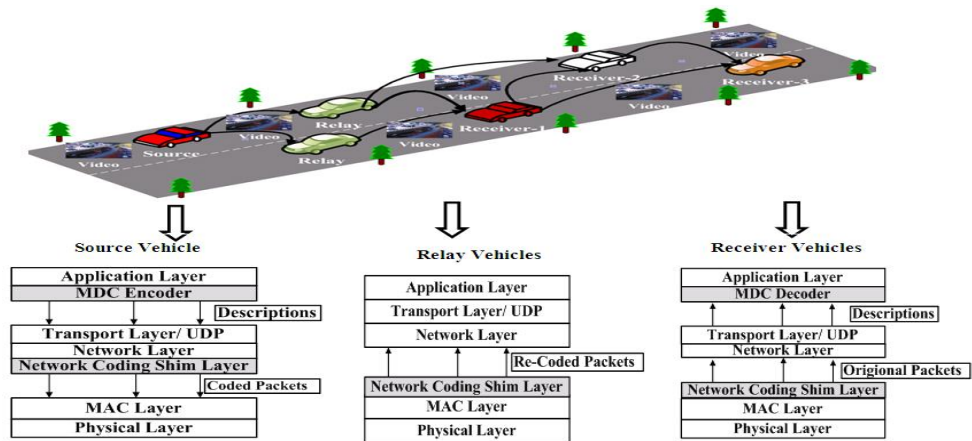 Video
Receiver-2
Receiver-3
Video
Relay
Video
Receiver-1
Video
Video
Source
Relay
Video
Source Vehicle
Relay Vehicles
Receiver Vehicles
Application Layer
MDC Encoder
Descriptions
Transport Layer/ UDP
Network Layer
Network Coding Shim Layer
Coded Packets
MAC Layer
Physical Layer
Application Layer
Transport Layer/ UDP
Network Layer
Re-Coded Packets
Network Coding Shim Layer
MAC Layer
Physical Layer
Application Layer
MDC Decoder
Descriptions
Transport Layer/ UDP
Network Layer
Origional Packets
Network Coding Shim Layer
MAC Layer
Physical Layer